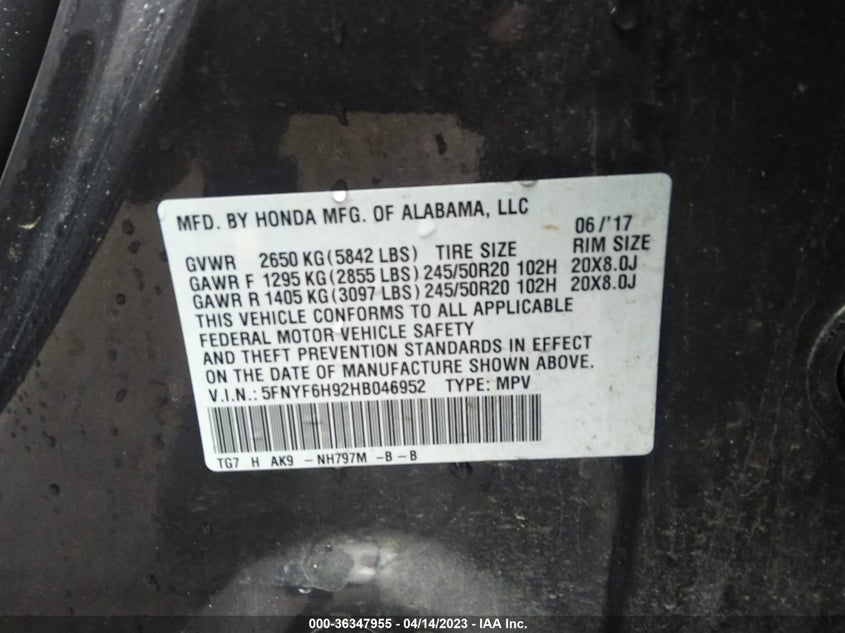 MFD. BY HONDA MFG. OF ALABAMA, LLC 06/'17
GVWR 2650 KG(5842 LBS) TIRE SIZE RIM SIZE
GAWR F 1295 KG(2855 LBS)245/50R20 102H 20X8.0J
GAWR R 1405 KG(3097 LBS)245/50R20 102H 20X8.0J
THIS VEHICLE CONFORMS TO ALL APPLICABLE
FEDERAL MOTOR VEHICLE SAFETY
AND THEFT PREVENTION STANDARDS IN EFFECT
ON THE DATE OF MANUFACTURE SHOWN ABOVE.
V.I.N.: 5FNYF6H92HB046952 TYPE: MPV
TG7 H AK9 -NH797M -B-B
000-36347955 - 04/14/2023 - IAA Inc.